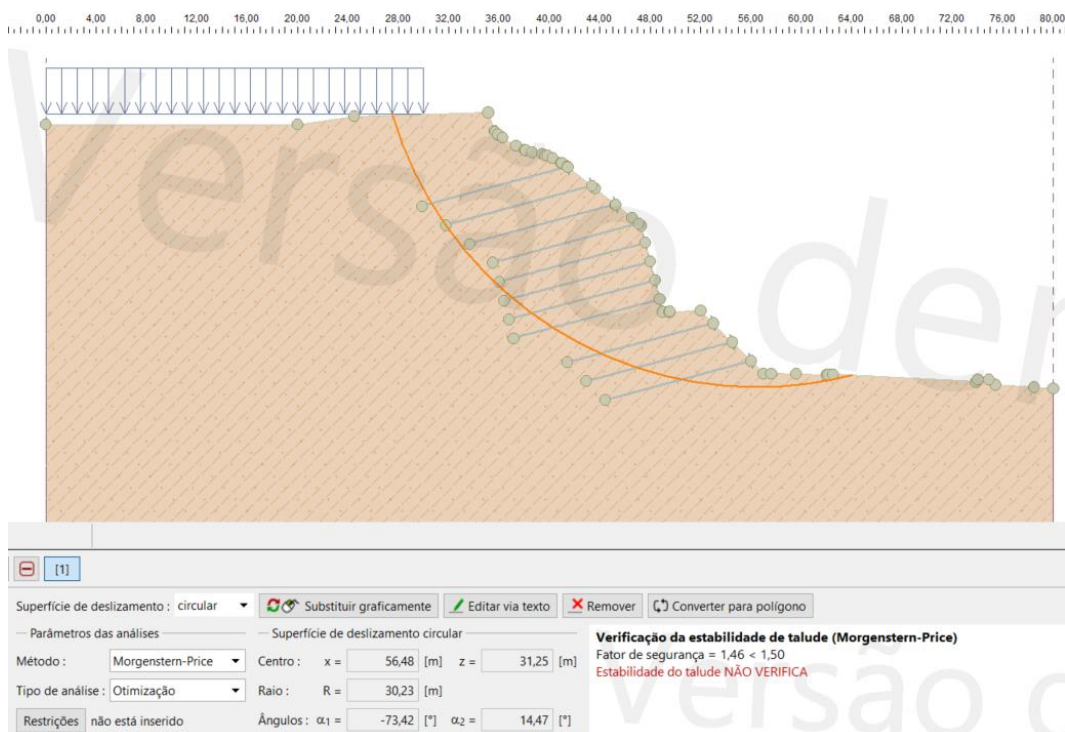 0,00 4,00 8,00 12,00 16,00 20,00 24,00 28,00 32,00 36,00 40,00 44,00 48,00 52,00 56,00 60,00 64,00 68,00 72,00 76,00 80,00
Versão der
[1]
Superfície de deslizamento : circular Substituir graficamente Editar via texto Remover Converter para polígono
Parâmetros das análises Superfície de deslizamento circular Verificação da estabilidade de talude (Morgenstern-Price)
Método : Morgenstern-Price Centro : x = 56,48 [m] z = 31,25 [m] Fator de segurança = 1,46 < 1,50
Tipo de análise : Otimização Raio : R = 30,23 [m] Estabilidade do talude NÃO VERIFICA
Restrições não está inserido Ângulos : α1 = -73,42 [°] α2 = 14,47 [°]
Versão d